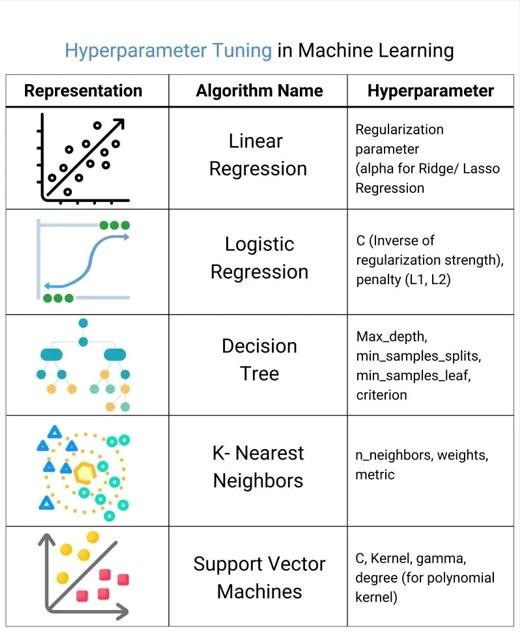 Hyperparameter Tuning in Machine Learning
Representation
Algorithm Name
Hyperparameter
Linear
Regression
Regularization
parameter
(alpha for Ridge/ Lasso
Regression
Logistic
Regression
C (Inverse of
regularization strength),
penalty (L1, L2)
Decision
Tree
Max_depth,
min_samples_splits,
min_samples_leaf,
criterion
K- Nearest
Neighbors
n_neighbors, weights,
metric
Support Vector
Machines
C, Kernel, gamma,
degree (for polynomial
kernel)